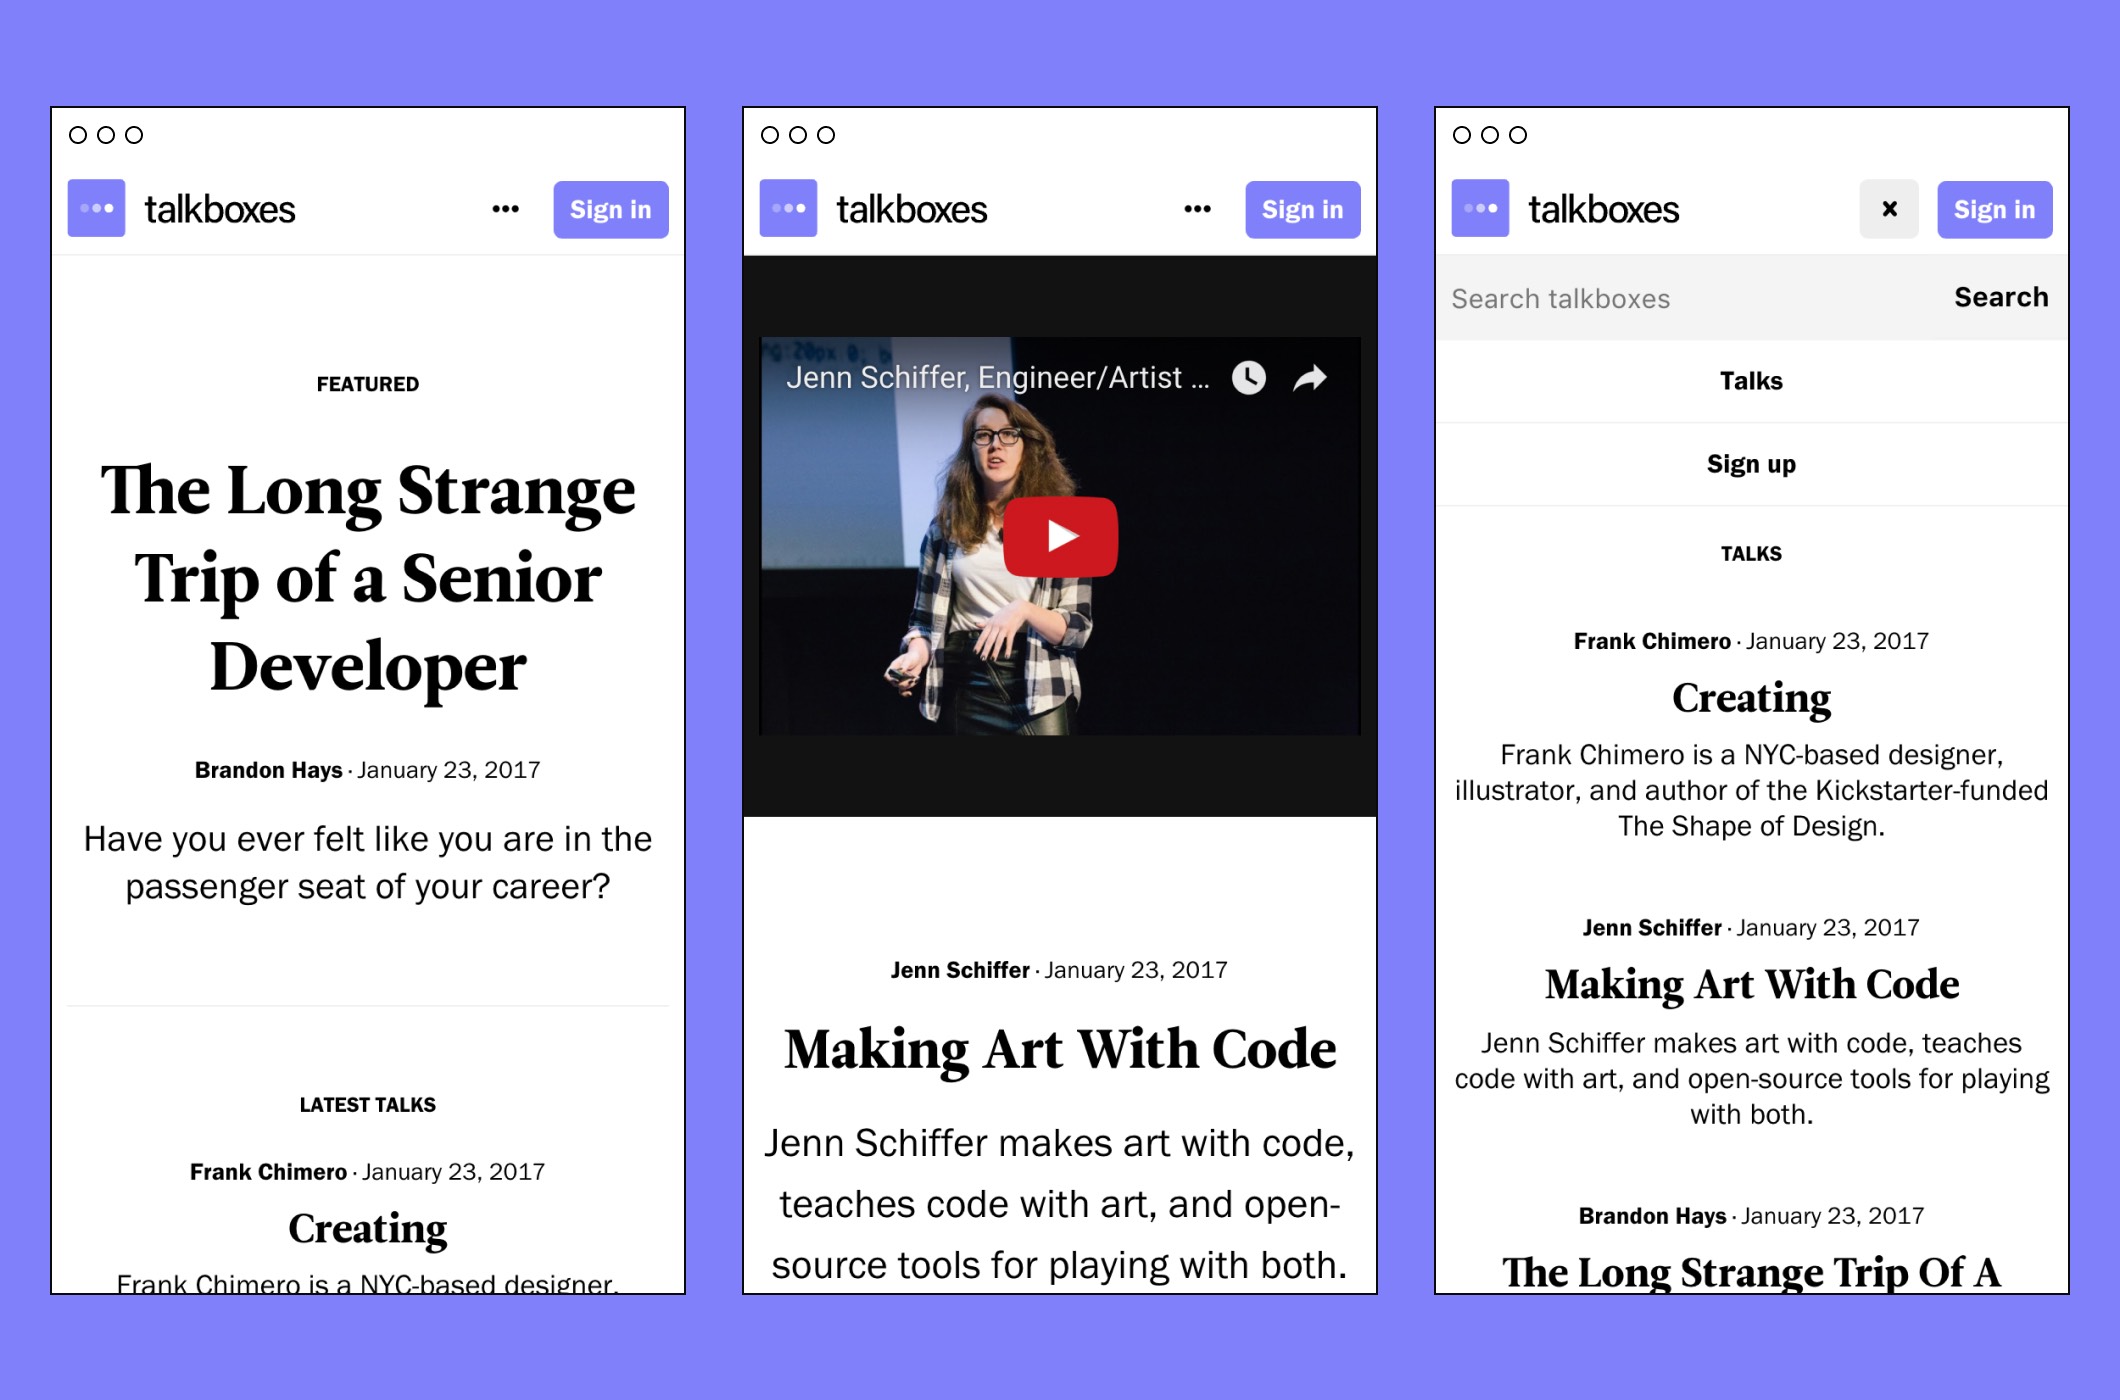 talkboxes
Sign in
FEATURED
The Long Strange
Trip of a Senior
Developer
Brandon Hays · January 23, 2017
Have you ever felt like you are in the
passenger seat of your career?
LATEST TALKS
Frank Chimero · January 23, 2017
Creating
Frank Chimero is a NYC-based designer,
talkboxes
Sign in
ng:20px 0; b
Jenn Schiffer, Engineer/Artist ...
Jenn Schiffer · January 23, 2017
Making Art With Code
Jenn Schiffer makes art with code,
teaches code with art, and open-
source tools for playing with both.
talkboxes
Sign in
Search talkboxes
Search
Talks
Sign up
TALKS
Frank Chimero · January 23, 2017
Creating
Frank Chimero is a NYC-based designer,
illustrator, and author of the Kickstarter-funded
The Shape of Design.
Jenn Schiffer · January 23, 2017
Making Art With Code
Jenn Schiffer makes art with code, teaches
code with art, and open-source tools for playing
with both.
Brandon Hays · January 23, 2017
The Long Strange Trip Of A